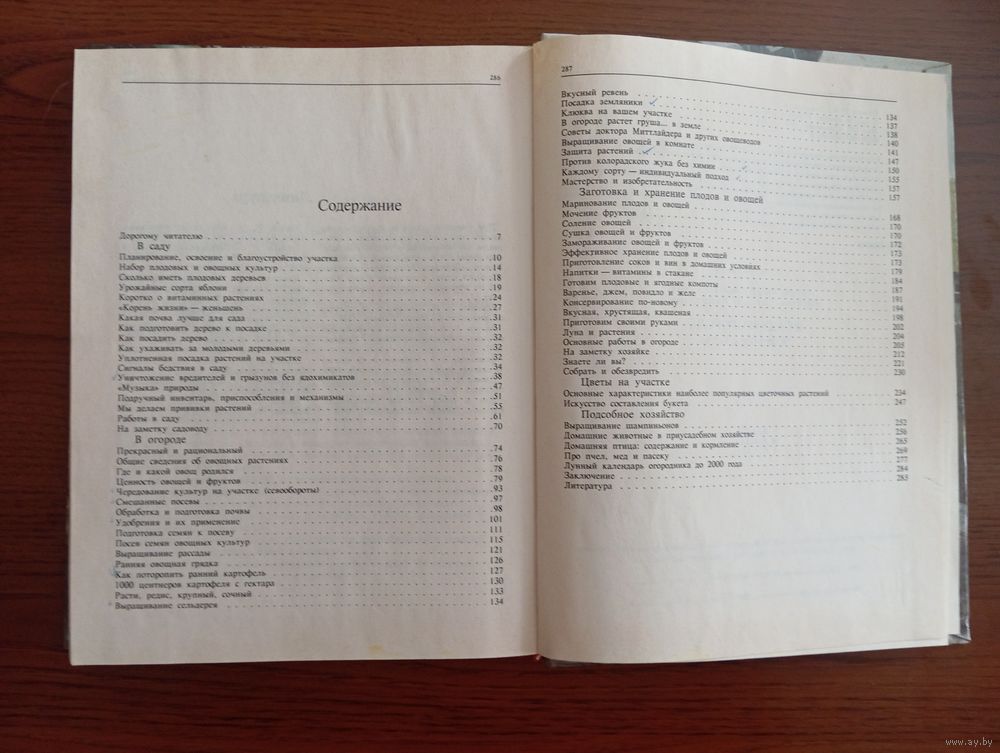 286
Содержание
Дорогому читателю . . . 7
В саду
Планирование, освоение и благоустройство участка . . . 10
Набор плодовых и овощных культур . . . 14
Сколько иметь плодовых деревьев . . . 18
Урожайные сорта яблони . . . 19
Коротко о витаминных растениях . . . 24
«Корень жизни» — женьшень . . . 27
Какая почва лучше для сада . . . 31
Как подготовить дерево к посадке . . . 31
Как посадить дерево . . . 32
Как ухаживать за молодыми деревьями . . . 32
Уплотненная посадка растений на участке . . . 32
Сигналы бедствия в саду . . . 34
Уничтожение вредителей и грызунов без ядохимикатов . . . 38
«Музыка» природы . . . 47
Подручный инвентарь, приспособления и механизмы . . . 51
Мы делаем прививки растений . . . 55
Работы в саду . . . 61
На заметку садоводу . . . 70
В огороде
Прекрасный и рациональный . . . 74
Общие сведения об овощных растениях . . . 76
Где и какой овощ родился . . . 78
Ценность овощей и фруктов . . . 79
Чередование культур на участке (севообороты) . . . 93
Смешанные посевы . . . 97
Обработка и подготовка почвы . . . 98
Удобрения и их применение . . . 101
Подготовка семян к посеву . . . 111
Посев семян овощных культур . . . 115
Выращивание рассады . . . 121
Ранняя овощная грядка . . . 126
Как поторопить ранний картофель . . . 127
1000 центнеров картофеля с гектара . . . 130
Расти, редис, крупный, сочный . . . 133
Выращивание сельдерея . . . 134
287
Вкусный ревень . . . 134
Посадка земляники . . . 137
Клюква на вашем участке . . . 138
В огороде растет груша... в земле . . . 140
Советы доктора Миттлайдера и других овощеводов . . . 141
Выращивание овощей в комнате . . . 147
Защита растений . . . 150
Против колорадского жука без химии . . . 155
Каждому сорту — индивидуальный подход . . . 157
Мастерство и изобретательность . . . 157
Заготовка и хранение плодов и овощей
Маринование плодов и овощей . . . 168
Мочение фруктов . . . 170
Соление овощей . . . 170
Сушка овощей и фруктов . . . 172
Замораживание овощей и фруктов . . . 173
Эффективное хранение плодов и овощей . . . 173
Приготовление соков и вин в домашних условиях . . . 179
Напитки — витамины в стакане . . . 184
Готовим плодовые и ягодные компоты . . . 187
Варенье, джем, повидло и желе . . . 191
Консервирование по-новому . . . 194
Вкусная, хрустящая, квашеная . . . 198
Приготовим своими руками . . . 202
Луна и растения . . . 204
Основные работы в огороде . . . 205
На заметку хозяйке . . . 212
Знаете ли вы? . . . 221
Собрать и обезвредить . . . 230
Цветы на участке
Основные характеристики наиболее популярных цветочных растений . . . 234
Искусство составления букета . . . 247
Подсобное хозяйство
Выращивание шампиньонов . . . 252
Домашние животные в приусадебном хозяйстве . . . 256
Домашняя птица: содержание и кормление . . . 265
Про пчел, мед и пасеку . . . 269
Лунный календарь огородника до 2000 года . . . 277
Заключение . . . 284
Литература . . . 285
www.ay.by